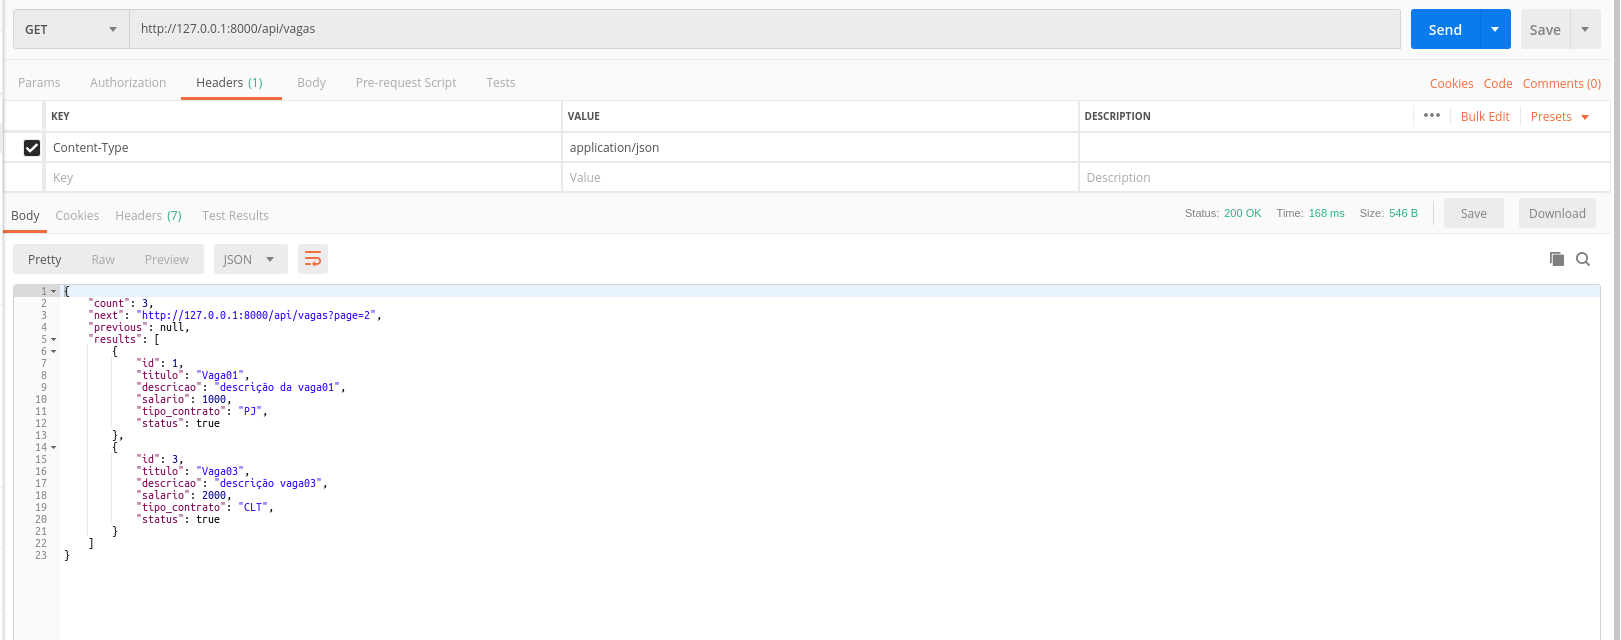 GET http://127.0.0.1:8000/api/vagas Send Save
Params Authorization Headers (1) Body Pre-request Script Tests Cookies Code Comments (0)
KEY VALUE DESCRIPTION ••• Bulk Edit Presets
Content-Type application/json
Key Value Description
Body Cookies Headers (7) Test Results Status: 200 OK Time: 168 ms Size: 546 B Save Download
Pretty Raw Preview JSON
1 {
2 "count": 3,
3 "next": "http://127.0.0.1:8000/api/vagas?page=2",
4 "previous": null,
5 "results": [
6 {
7 "id": 1,
8 "titulo": "Vaga01",
9 "descricao": "descrição da vaga01",
10 "salario": 1000,
11 "tipo_contrato": "PJ",
12 "status": true
13 },
14 {
15 "id": 3,
16 "titulo": "Vaga03",
17 "descricao": "descrição vaga03",
18 "salario": 2000,
19 "tipo_contrato": "CLT",
20 "status": true
21 }
22 ]
23 }